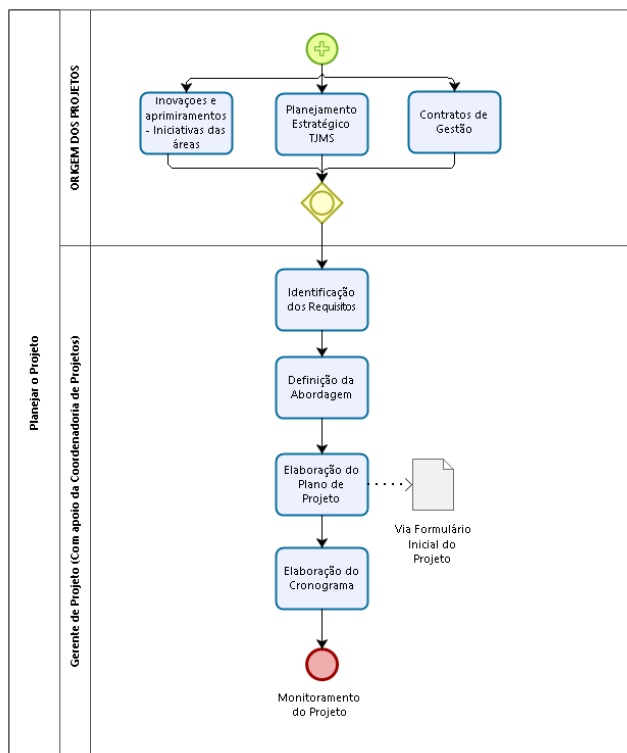 Planejar o Projeto
ORIGEM DOS PROJETOS
Inovaçoes e
aprimiramentos
- Iniciativas das
áreas
Planejamento
Estratégico
TJMS
Contratos de
Gestão
Gerente de Projeto (Com apoio da Coordenadoria de Projetos)
Identificação
dos Requisitos
Definição da
Abordagem
Elaboração do
Plano de
Projeto
Via Formulário
Inicial do
Projeto
Elaboração do
Cronograma
Monitoramento
do Projeto